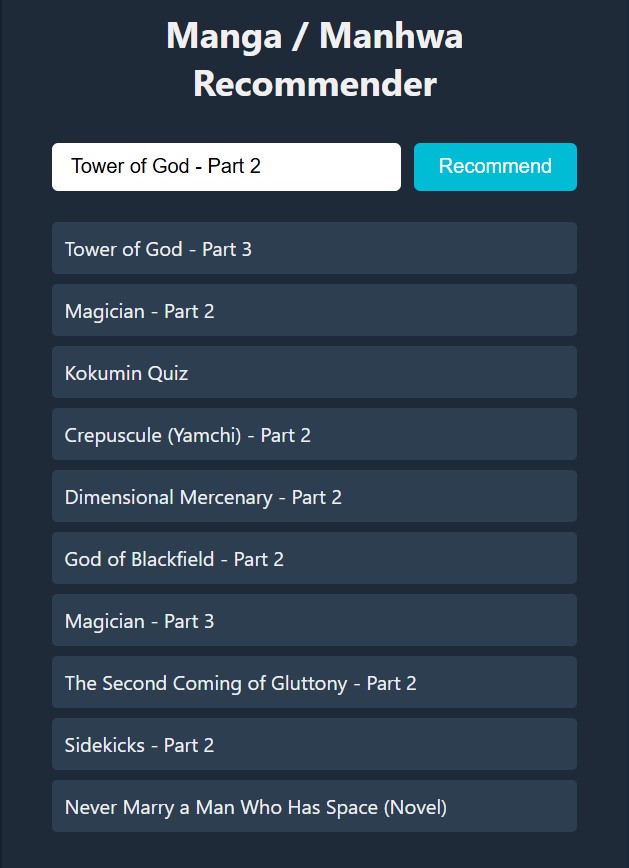 Manga / Manhwa
Recommender
Tower of God - Part 2
Recommend
Tower of God - Part 3
Magician - Part 2
Kokumin Quiz
Crepuscule (Yamchi) - Part 2
Dimensional Mercenary - Part 2
God of Blackfield - Part 2
Magician - Part 3
The Second Coming of Gluttony - Part 2
Sidekicks - Part 2
Never Marry a Man Who Has Space (Novel)